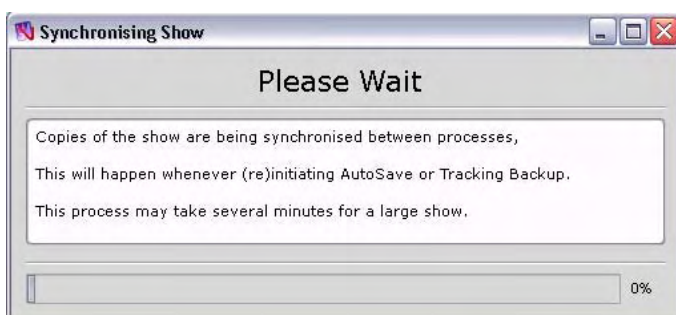 Synchronising Show
Please Wait
Copies of the show are being synchronised between processes,
This will happen whenever (re)initiating AutoSave or Tracking Backup.
This process may take several minutes for a large show.
0%